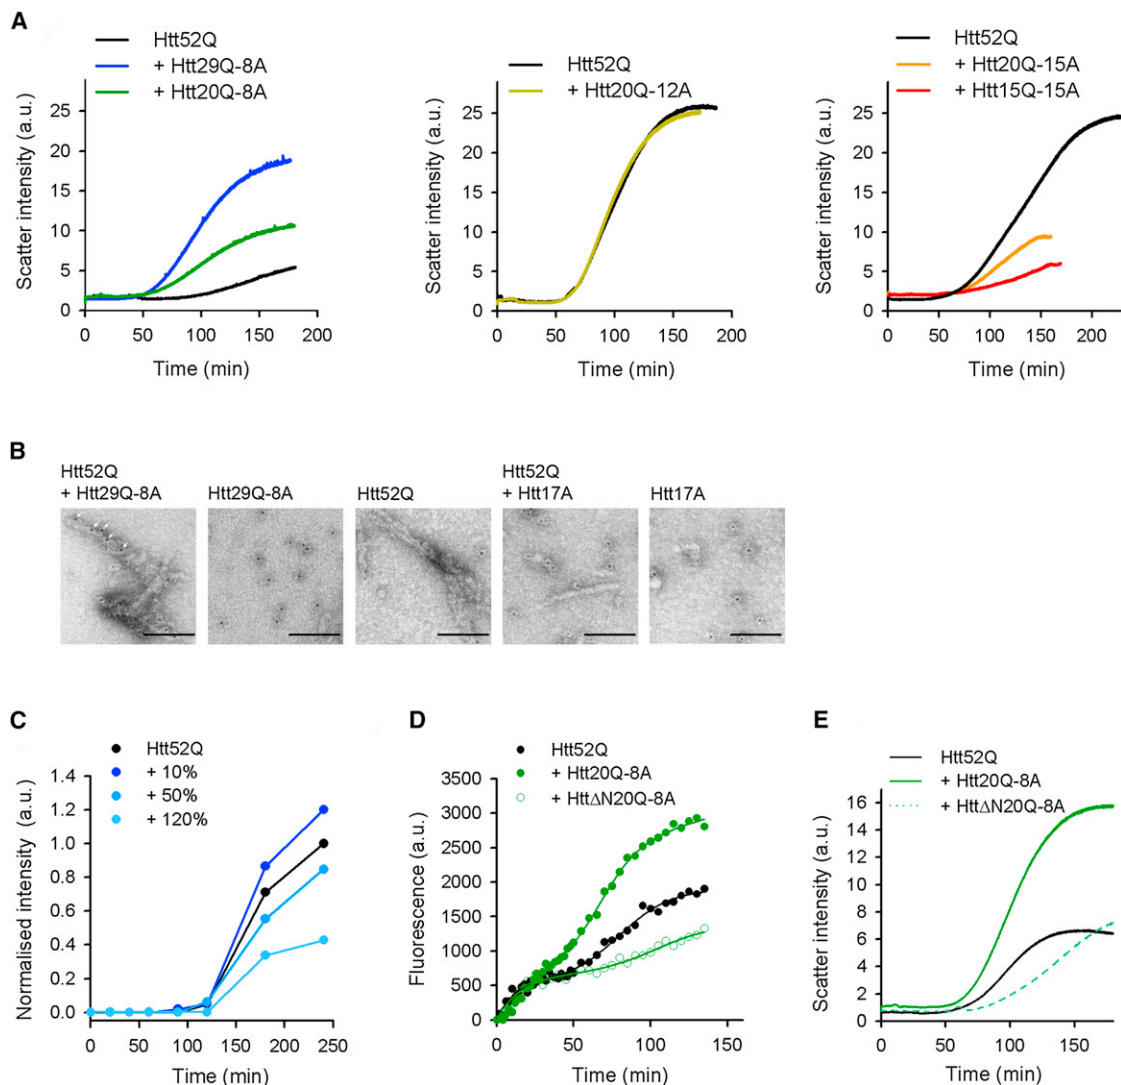 A
Htt52Q
+ Htt29Q-8A
+ Htt20Q-8A
Scatter intensity (a.u.)
25
20
15
10
5
0
0 50 100 150 200
Time (min)
Htt52Q
+ Htt20Q-12A
Scatter intensity (a.u.)
25
20
15
10
5
0
0 50 100 150 200
Time (min)
Htt52Q
+ Htt20Q-15A
+ Htt15Q-15A
Scatter intensity (a.u.)
25
20
15
10
5
0
0 50 100 150 200
Time (min)
B
Htt52Q
+ Htt29Q-8A
Htt29Q-8A
Htt52Q
Htt52Q
+ Htt17A
Htt17A
C
Htt52Q
+ 10%
+ 50%
+ 120%
Normalised intensity (a.u.)
1.4
1.2
1.0
0.8
0.6
0.4
0.2
0.0
0 50 100 150 200 250
Time (min)
D
Htt52Q
+ Htt20Q-8A
+ HttΔN20Q-8A
Fluorescence (a.u.)
3500
3000
2500
2000
1500
1000
500
0
0 50 100 150
Time (min)
E
Htt52Q
+ Htt20Q-8A
+ HttΔN20Q-8A
Scatter intensity (a.u.)
16
14
12
10
8
6
4
2
0
0 50 100 150
Time (min)